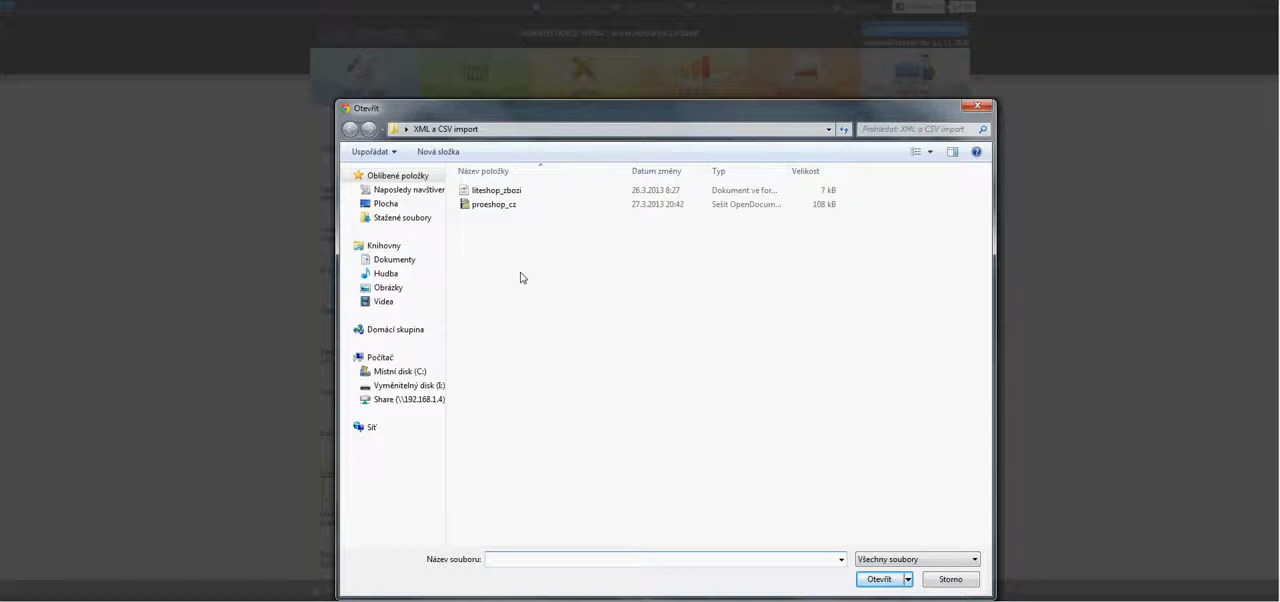 Otevřít
XML a CSV import
Prohledat: XML a CSV import
Uspořádat
Nová složka
Název položky Datum změny Typ Velikost
liteshop_zbozi 26.3.2013 8:27 Dokument ve for... 7 kB
proeshop_cz 27.3.2013 20:42 Sešit OpenDocum... 108 kB
Oblíbené položky
Naposledy navštíver
Plocha
Stažené soubory
Knihovny
Dokumenty
Hudba
Obrázky
Videa
Domácí skupina
Počítač
Místní disk (C:)
Vyměnitelný disk (I:)
Share (\\192.168.1.4)
Síť
Název souboru:
Všechny soubory
Otevřít
Storno